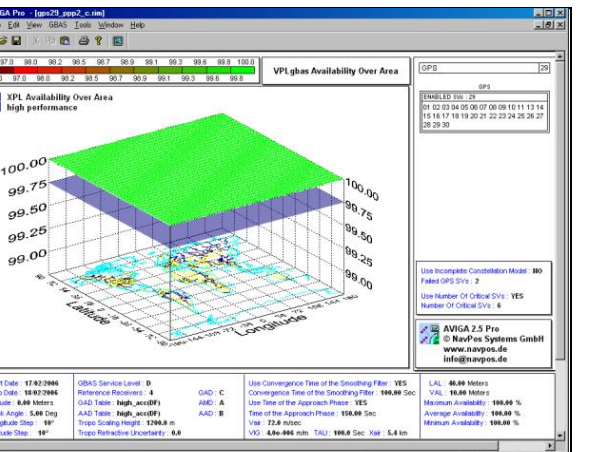 GA Pro - [gps29_ppp2_c.rim]
Edit View GBAS Tools Window Help
97.0 98.0 98.2 98.5 98.7 98.9 99.1 99.3 99.6 99.8 100.0
97.0 98.0 98.2 98.5 98.7 98.9 99.1 99.3 99.6 99.8
VPLgbas Availability Over Area
GPS 29
XPL Availability Over Area
high performance
GPS
ENABLED SVs : 29
01 02 03 04 05 06 07 08 09 10 11 13 14
15 16 17 18 19 20 21 22 23 24 25 26 27
28 29 30
100.00
99.75
99.50
99.25
99.00
100.00
99.75
99.50
99.25
99.00
Latitude
Longitude
Use Incomplete Constellation Model : NO
Failed GPS SVs : 2
Use Number Of Critical SVs : YES
Number Of Critical SVs : 6
AVIGA 2.5 Pro
© NavPos Systems GmbH
www.navpos.de
info@navpos.de
t Date : 17/02/2006
Date : 18/02/2006
ude : 0.00 Meters
k Angle : 5.00 Deg
gitude Step : 10°
tude Step : 10°
GBAS Service Level : D
Reference Receivers : 4 GAD : C
GAD Table : high_acc(DF) AMD : A
AAD Table : high_acc(DF) AAD : B
Tropo Scaling Height : 1200.0 m
Tropo Refractive Uncertainty : 0.0
Use Convergence Time of the Smoothing Filter : YES
Convergence Time of the Smoothing Filter : 100.00 Sec
Use Time of the Approach Phase : YES
Time of the Approach Phase : 150.00 Sec
Vair : 72.0 m/sec
VIG : 4.0e-006 m/m TAU : 100.0 Sec Xair : 5.4 km
LAL : 40.00 Meters
VAL : 10.00 Meters
Maximum Availability : 100.00 %
Average Availability : 100.00 %
Minimum Availability : 100.00 %